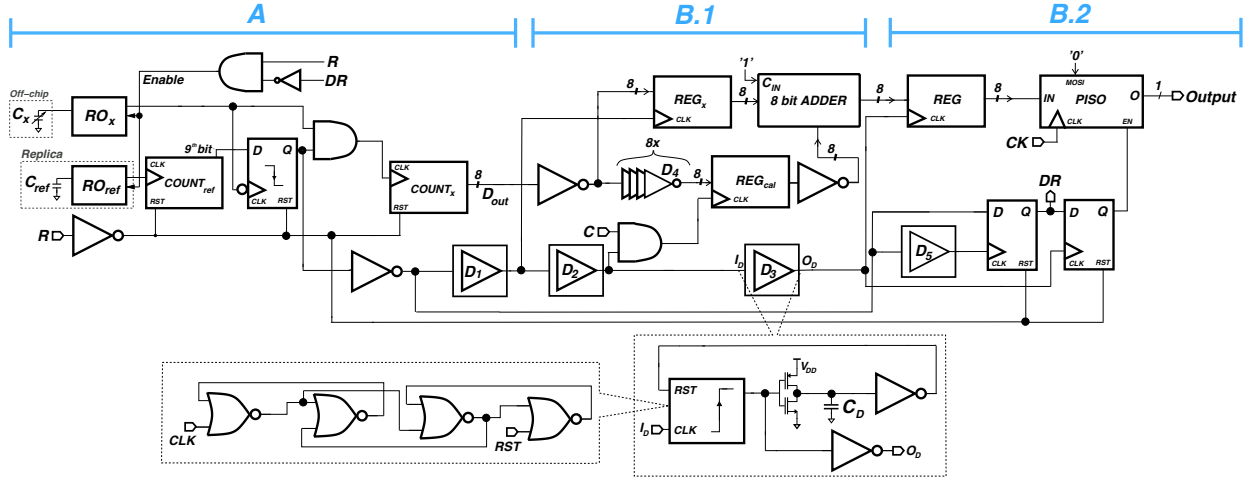 A
B.1
B.2
R
DR
Enable
Off-chip
Cx
ROx
Replica
Cref
ROref
CLK
COUNTref
RST
9th bit
D
Q
CLK
RST
R
CLK
COUNTx
RST
8
Dout
8
REGx
CLK
8
'1'
CIN
8 bit ADDER
8
8x
D4
8
REGcal
CLK
8
C
D1
D2
ID
D3
OD
REG
CLK
8
'0'
MOSI
IN
PISO
O
CLK
EN
1
Output
CK
DR
D
Q
CLK
RST
D
Q
CLK
RST
D5
CLK
RST
RST
ID
CLK
VDD
CD
OD